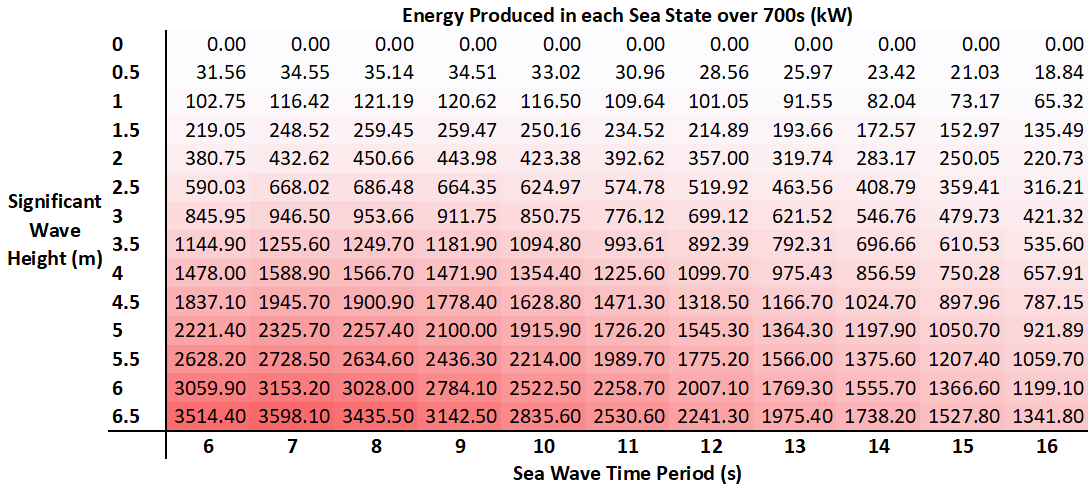 Energy Produced in each Sea State over 700s (kW)
0 0.00 0.00 0.00 0.00 0.00 0.00 0.00 0.00 0.00 0.00 0.00
0.5 31.56 34.55 35.14 34.51 33.02 30.96 28.56 25.97 23.42 21.03 18.84
1 102.75 116.42 121.19 120.62 116.50 109.64 101.05 91.55 82.04 73.17 65.32
1.5 219.05 248.52 259.45 259.47 250.16 234.52 214.89 193.66 172.57 152.97 135.49
2 380.75 432.62 450.66 443.98 423.38 392.62 357.00 319.74 283.17 250.05 220.73
2.5 590.03 668.02 686.48 664.35 624.97 574.78 519.92 463.56 408.79 359.41 316.21
Significant
Wave
Height (m)
3 845.95 946.50 953.66 911.75 850.75 776.12 699.12 621.52 546.76 479.73 421.32
3.5 1144.90 1255.60 1249.70 1181.90 1094.80 993.61 892.39 792.31 696.66 610.53 535.60
4 1478.00 1588.90 1566.70 1471.90 1354.40 1225.60 1099.70 975.43 856.59 750.28 657.91
4.5 1837.10 1945.70 1900.90 1778.40 1628.80 1471.30 1318.50 1166.70 1024.70 897.96 787.15
5 2221.40 2325.70 2257.40 2100.00 1915.90 1726.20 1545.30 1364.30 1197.90 1050.70 921.89
5.5 2628.20 2728.50 2634.60 2436.30 2214.00 1989.70 1775.20 1566.00 1375.60 1207.40 1059.70
6 3059.90 3153.20 3028.00 2784.10 2522.50 2258.70 2007.10 1769.30 1555.70 1366.60 1199.10
6.5 3514.40 3598.10 3435.50 3142.50 2835.60 2530.60 2241.30 1975.40 1738.20 1527.80 1341.80
6 7 8 9 10 11 12 13 14 15 16
Sea Wave Time Period (s)